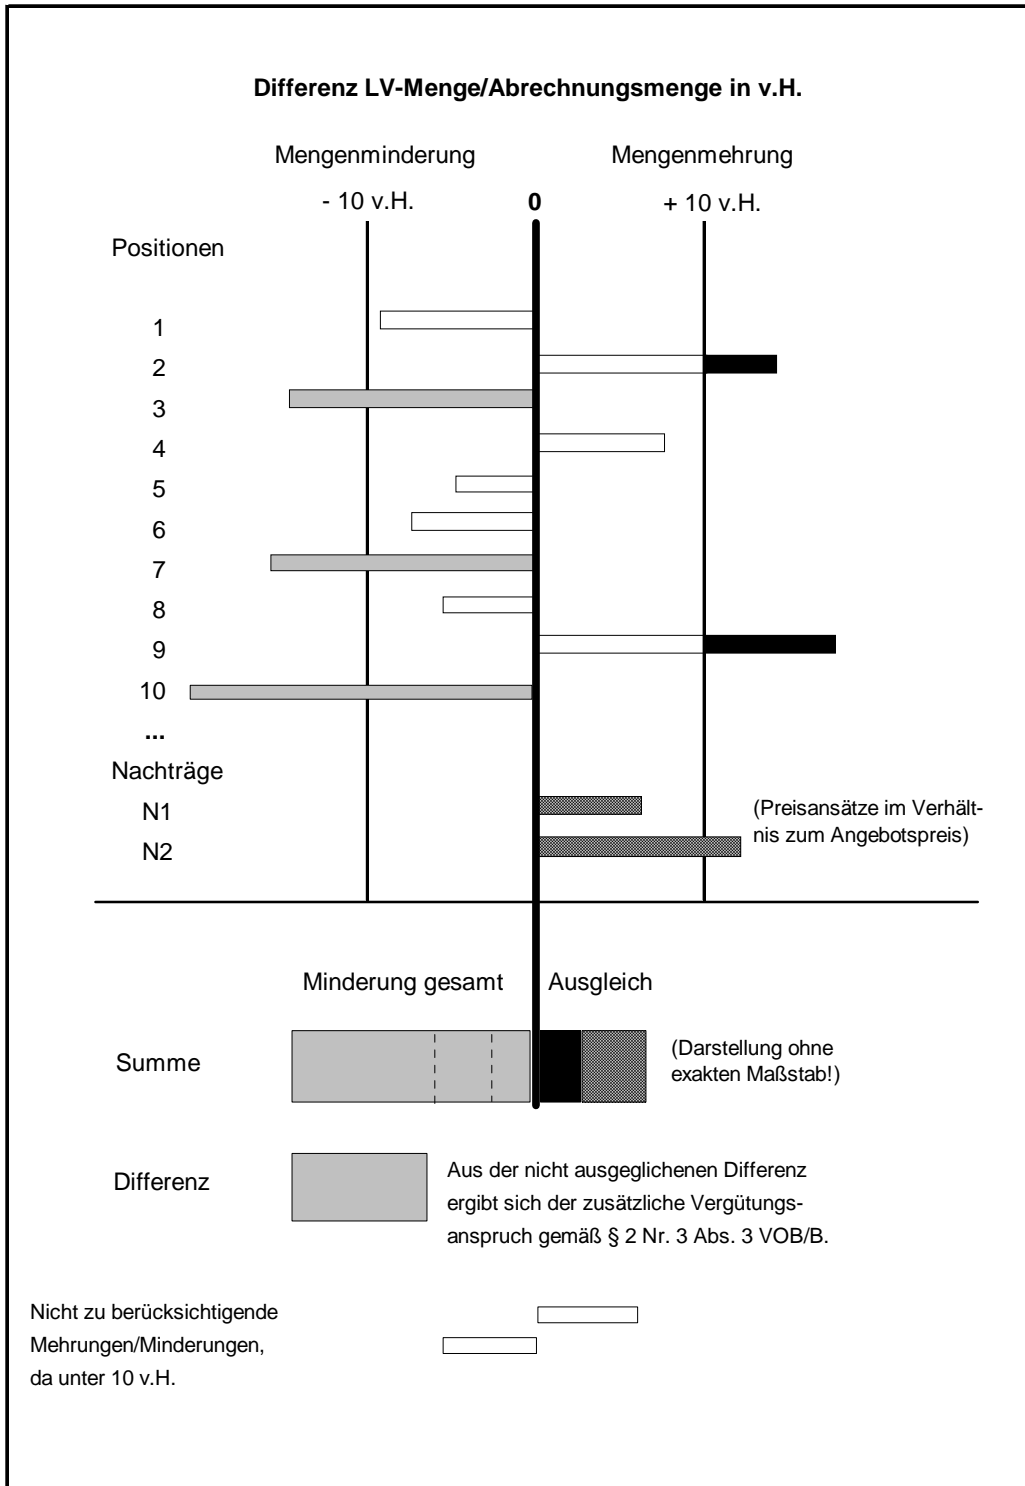 Differenz LV-Menge/Abrechnungsmenge in v.H.
Mengenminderung
Mengenmehrung
- 10 v.H.
0
+ 10 v.H.
Positionen
1
2
3
4
5
6
7
8
9
10
...
Nachträge
N1
N2
(Preisansätze im Verhält-
nis zum Angebotspreis)
Minderung gesamt
Ausgleich
Summe
(Darstellung ohne
exakten Maßstab!)
Differenz
Aus der nicht ausgeglichenen Differenz
ergibt sich der zusätzliche Vergütungs-
anspruch gemäß § 2 Nr. 3 Abs. 3 VOB/B.
Nicht zu berücksichtigende
Mehrungen/Minderungen,
da unter 10 v.H.